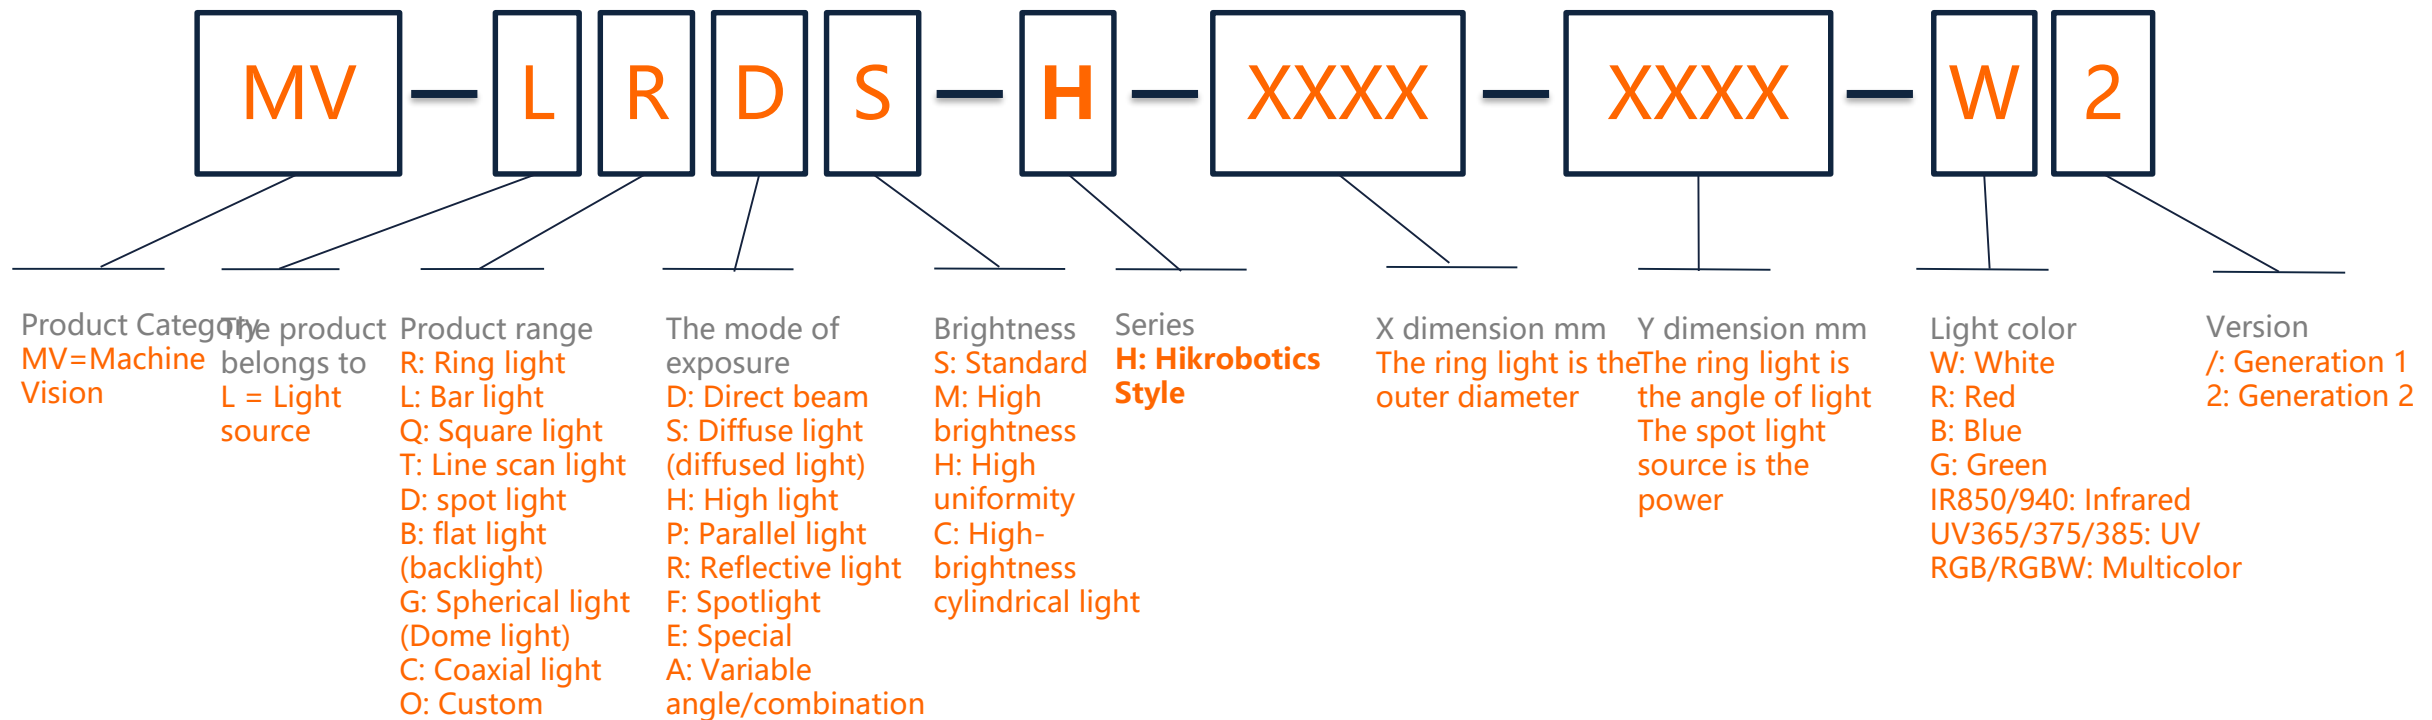 MV — L R D S — H — XXXX — XXXX — W 2
Product Category
MV=Machine
Vision
The product
belongs to
L = Light
source
Product range
R: Ring light
L: Bar light
Q: Square light
T: Line scan light
D: spot light
B: flat light
(backlight)
G: Spherical light
(Dome light)
C: Coaxial light
O: Custom
The mode of
exposure
D: Direct beam
S: Diffuse light
(diffused light)
H: High light
P: Parallel light
R: Reflective light
F: Spotlight
E: Special
A: Variable
angle/combination
Brightness
S: Standard
M: High
brightness
H: High
uniformity
C: High-
brightness
cylindrical light
Series
H: Hikrobotics
Style
X dimension mm
The ring light is the
outer diameter
Y dimension mm
The ring light is
the angle of light
The spot light
source is the
power
Light color
W: White
R: Red
B: Blue
G: Green
IR850/940: Infrared
UV365/375/385: UV
RGB/RGBW: Multicolor
Version
/: Generation 1
2: Generation 2